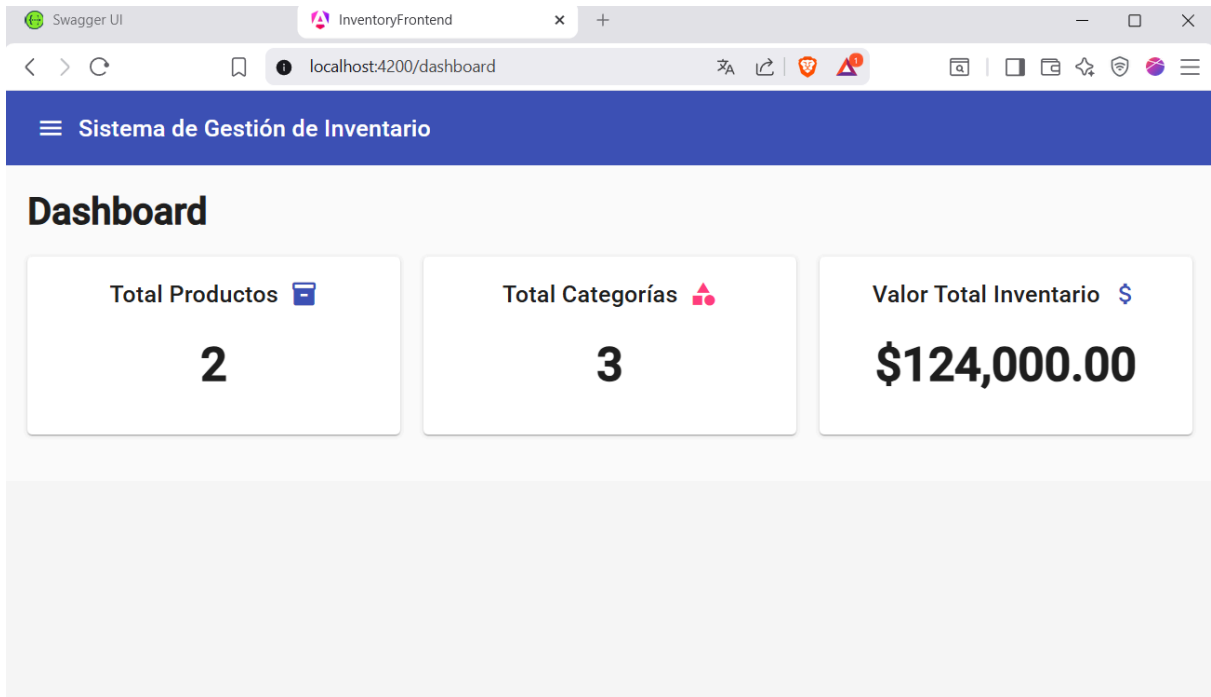 Swagger UI
InventoryFrontend
localhost:4200/dashboard
1
Sistema de Gestión de Inventario
Dashboard
Total Productos
2
Total Categorías
3
Valor Total Inventario $
$124,000.00